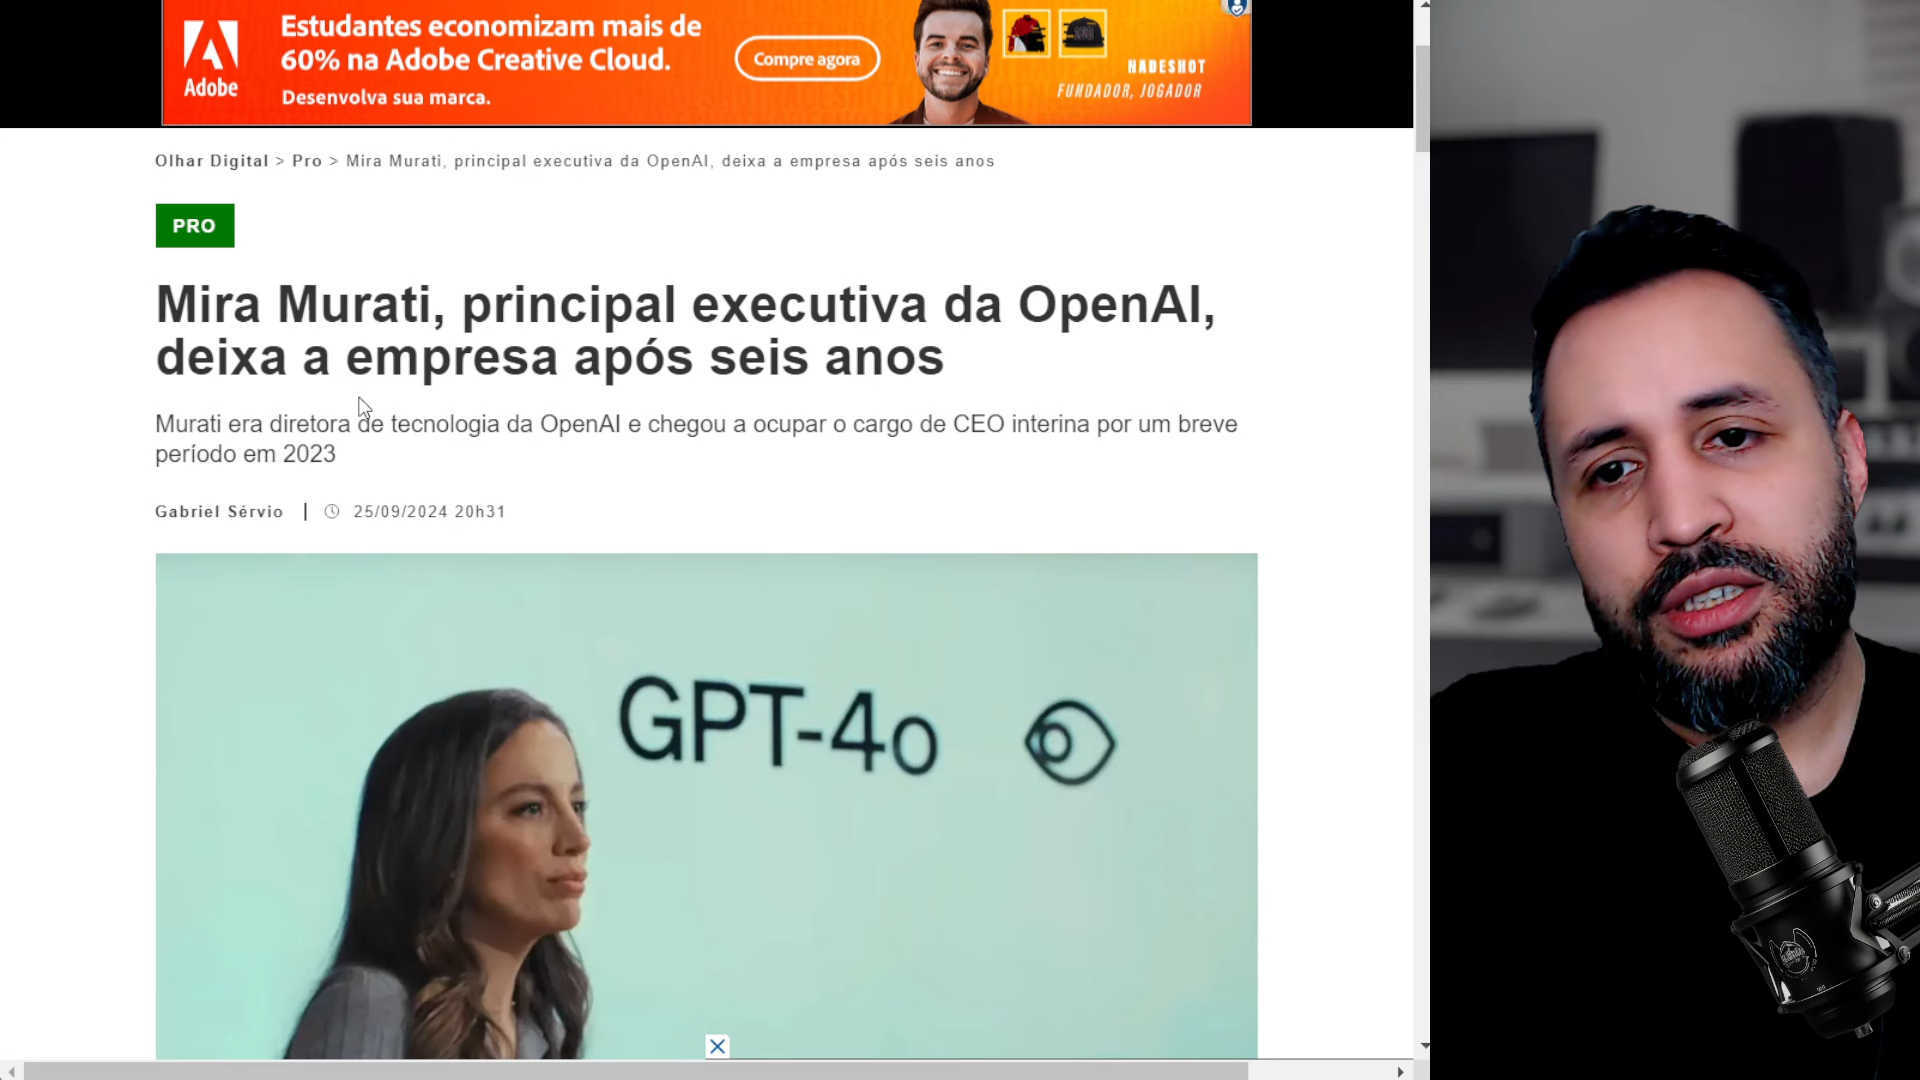 Estudantes economizam mais de
60% na Adobe Creative Cloud.
Desenvolva sua marca.
Adobe
Compre agora
NADESHOT
FUNDADOR, JOGADOR
Olhar Digital > Pro > Mira Murati, principal executiva da OpenAI, deixa a empresa após seis anos
PRO
Mira Murati, principal executiva da OpenAI,
deixa a empresa após seis anos
Murati era diretora de tecnologia da OpenAI e chegou a ocupar o cargo de CEO interina por um breve
período em 2023
Gabriel Sérvio | 25/09/2024 20h31
GPT-4o